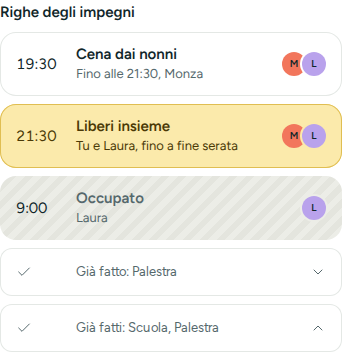 Righe degli impegni
19:30
Cena dai nonni
Fino alle 21:30, Monza
M L
21:30
Liberi insieme
Tu e Laura, fino a fine serata
M L
9:00
Occupato
Laura
L
Già fatto: Palestra
Già fatti: Scuola, Palestra